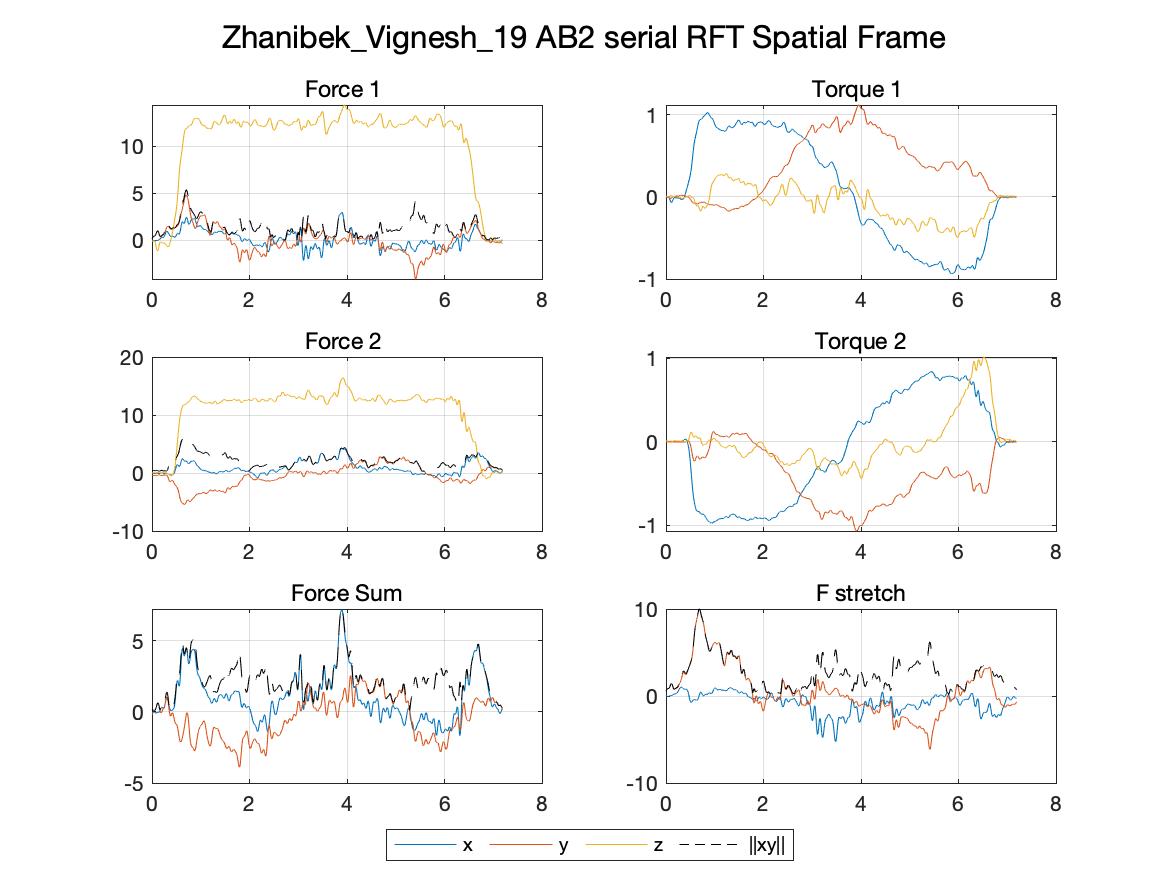 Zhanibek_Vignesh_19 AB2 serial RFT Spatial Frame
Force 1
10
5
0
0 2 4 6 8
Torque 1
1
0
-1
0 2 4 6 8
Force 2
20
10
0
-10
0 2 4 6 8
Torque 2
1
0
-1
0 2 4 6 8
Force Sum
5
0
-5
0 2 4 6 8
F stretch
10
0
-10
0 2 4 6 8
x y z ||xy||